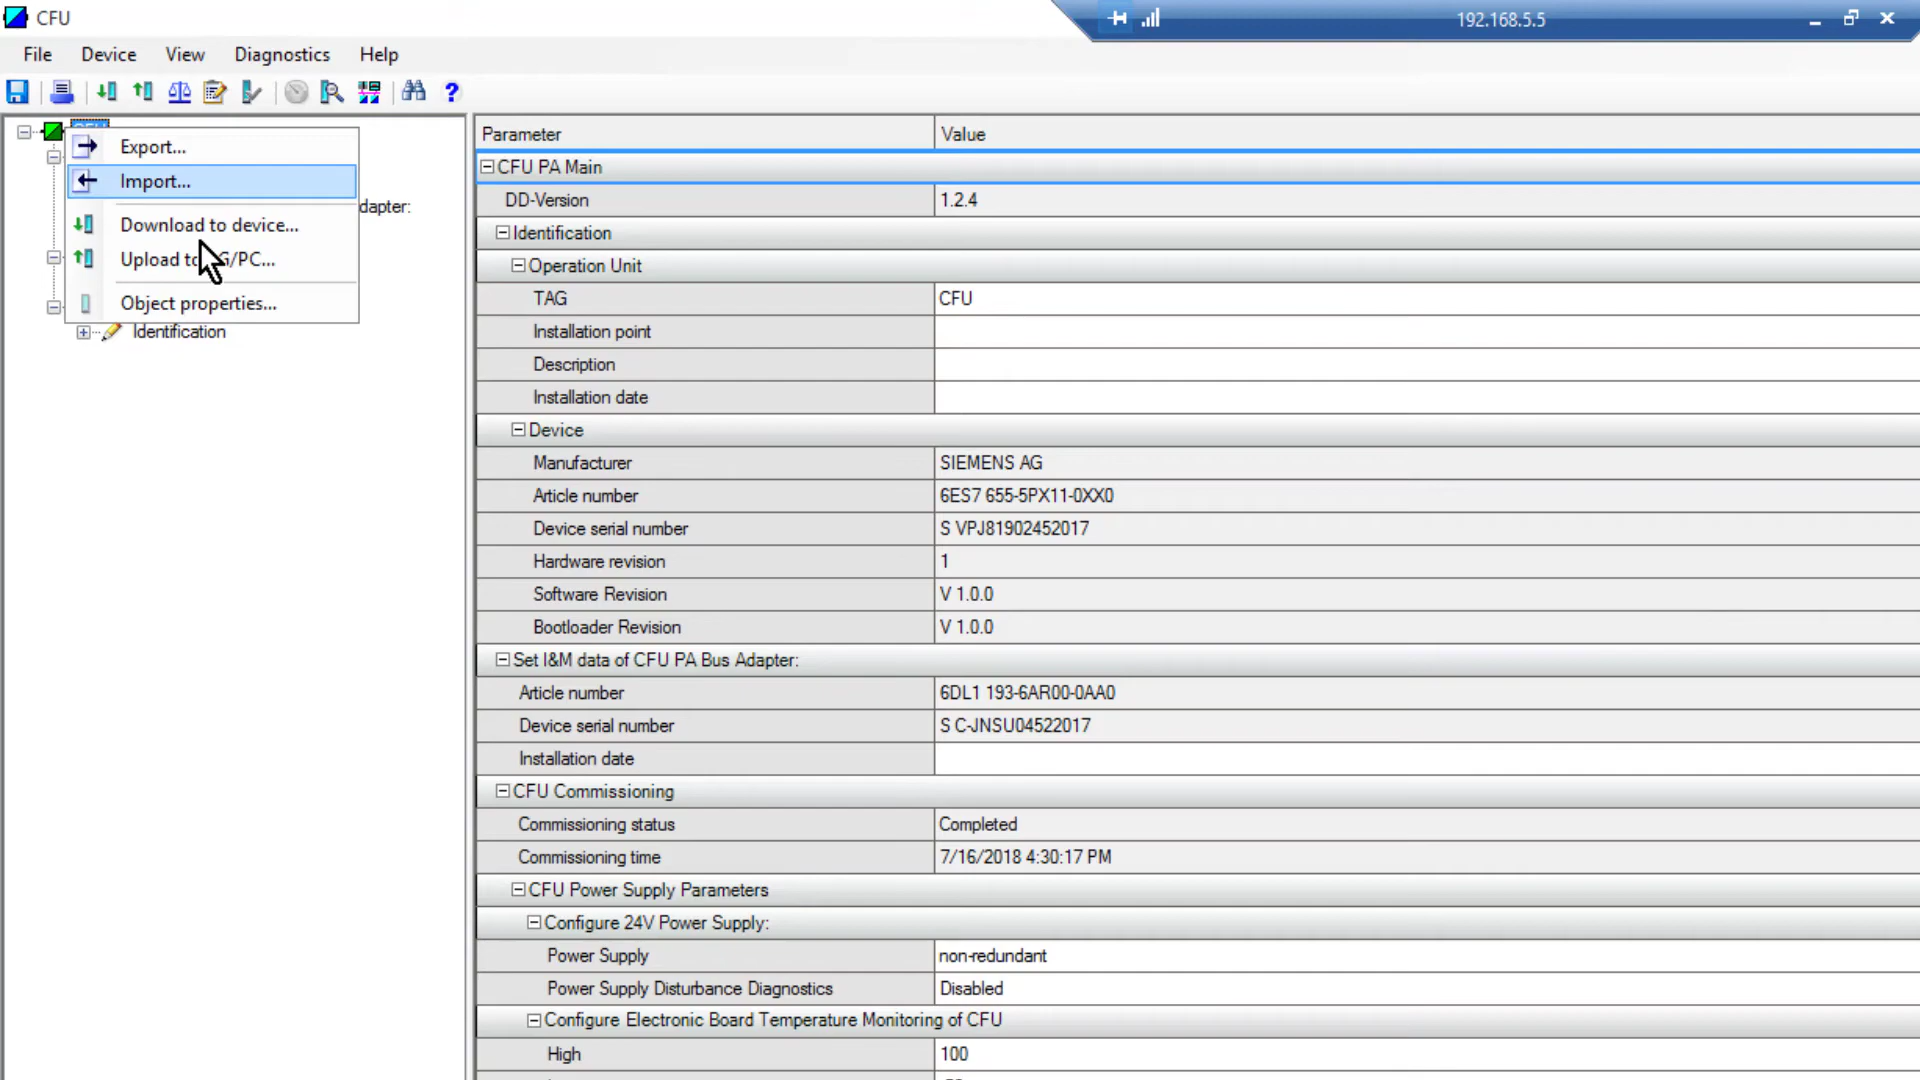 CFU
192.168.5.5
File Device View Diagnostics Help
?
Export...
Import...
Download to device...
Upload to G/PC...
Object properties...
dapter:
Identification
Parameter Value
CFU PA Main
DD-Version 1.2.4
Identification
Operation Unit
TAG CFU
Installation point
Description
Installation date
Device
Manufacturer SIEMENS AG
Article number 6ES7 655-5PX11-0XX0
Device serial number S VPJ81902452017
Hardware revision 1
Software Revision V 1.0.0
Bootloader Revision V 1.0.0
Set I&M data of CFU PA Bus Adapter:
Article number 6DL1 193-6AR00-0AA0
Device serial number S C-JNSU04522017
Installation date
CFU Commissioning
Commissioning status Completed
Commissioning time 7/16/2018 4:30:17 PM
CFU Power Supply Parameters
Configure 24V Power Supply:
Power Supply non-redundant
Power Supply Disturbance Diagnostics Disabled
Configure Electronic Board Temperature Monitoring of CFU
High 100